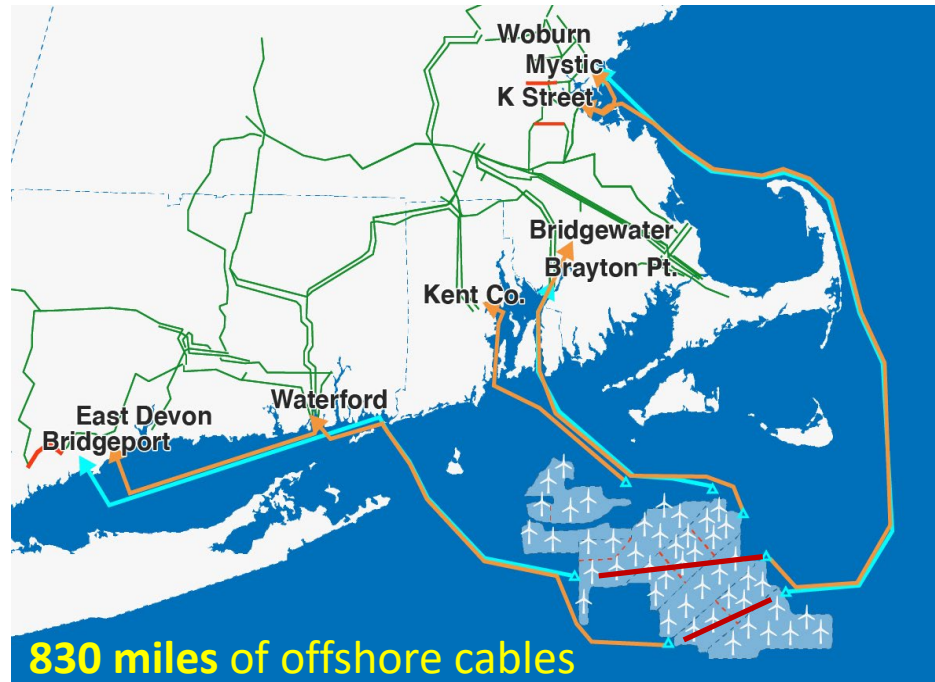 Woburn
Mystic
K Street
Bridgewater
Brayton Pt.
Kent Co.
Waterford
East Devon
Bridgeport
830 miles of offshore cables